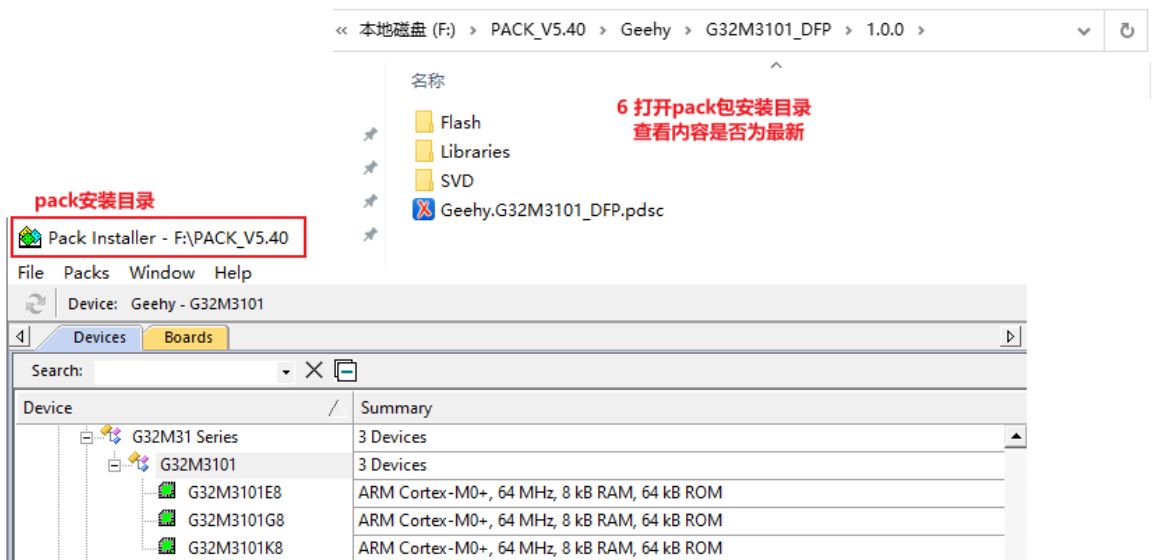 « 本地磁盘 (F:) › PACK_V5.40 › Geehy › G32M3101_DFP › 1.0.0 ›
名称
6 打开pack包安装目录
查看内容是否为最新
Flash
Libraries
SVD
Geehy.G32M3101_DFP.pdsc
pack安装目录
Pack Installer - F:\PACK_V5.40
File Packs Window Help
Device: Geehy - G32M3101
Devices Boards
Search:
Device Summary
G32M31 Series 3 Devices
G32M3101 3 Devices
G32M3101E8 ARM Cortex-M0+, 64 MHz, 8 kB RAM, 64 kB ROM
G32M3101G8 ARM Cortex-M0+, 64 MHz, 8 kB RAM, 64 kB ROM
G32M3101K8 ARM Cortex-M0+, 64 MHz, 8 kB RAM, 64 kB ROM